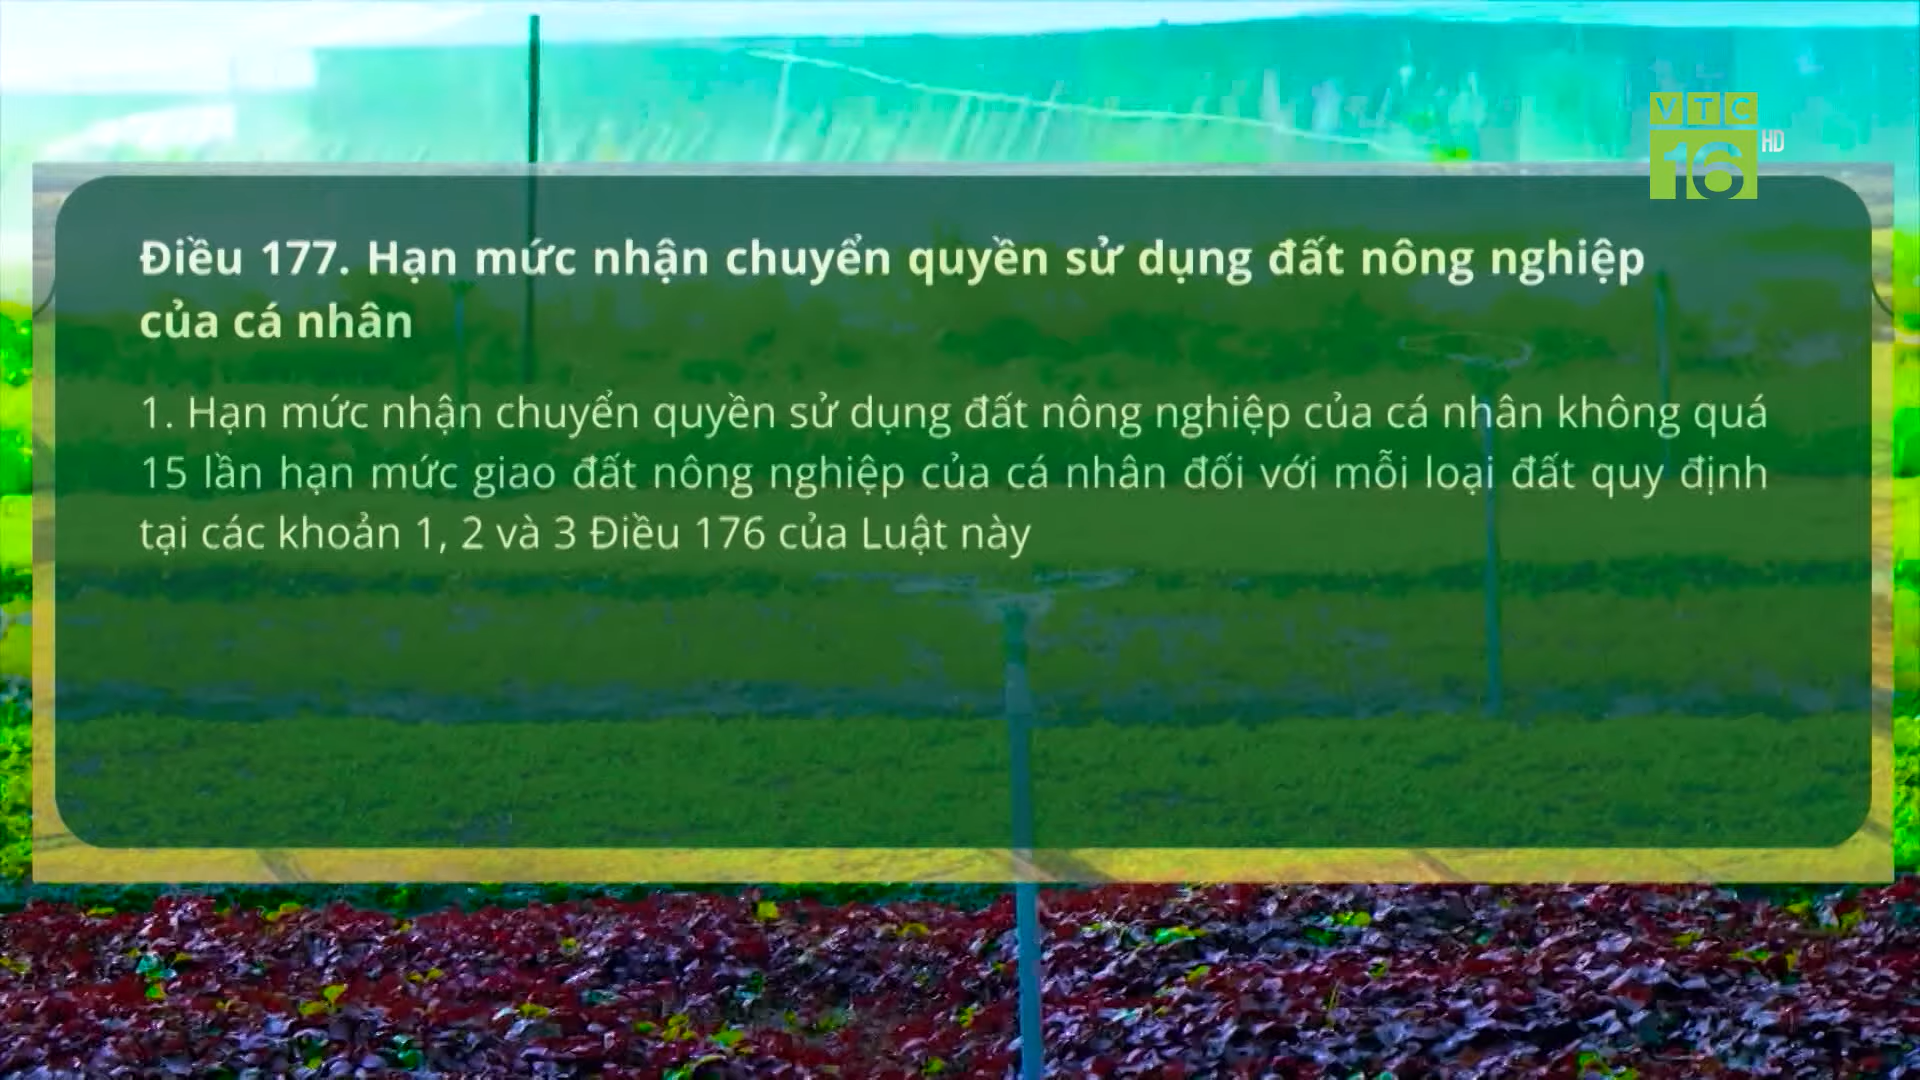 VTC
16 HD
Điều 177. Hạn mức nhận chuyển quyền sử dụng đất nông nghiệp
của cá nhân
1. Hạn mức nhận chuyển quyền sử dụng đất nông nghiệp của cá nhân không quá
15 lần hạn mức giao đất nông nghiệp của cá nhân đối với mỗi loại đất quy định
tại các khoản 1, 2 và 3 Điều 176 của Luật này